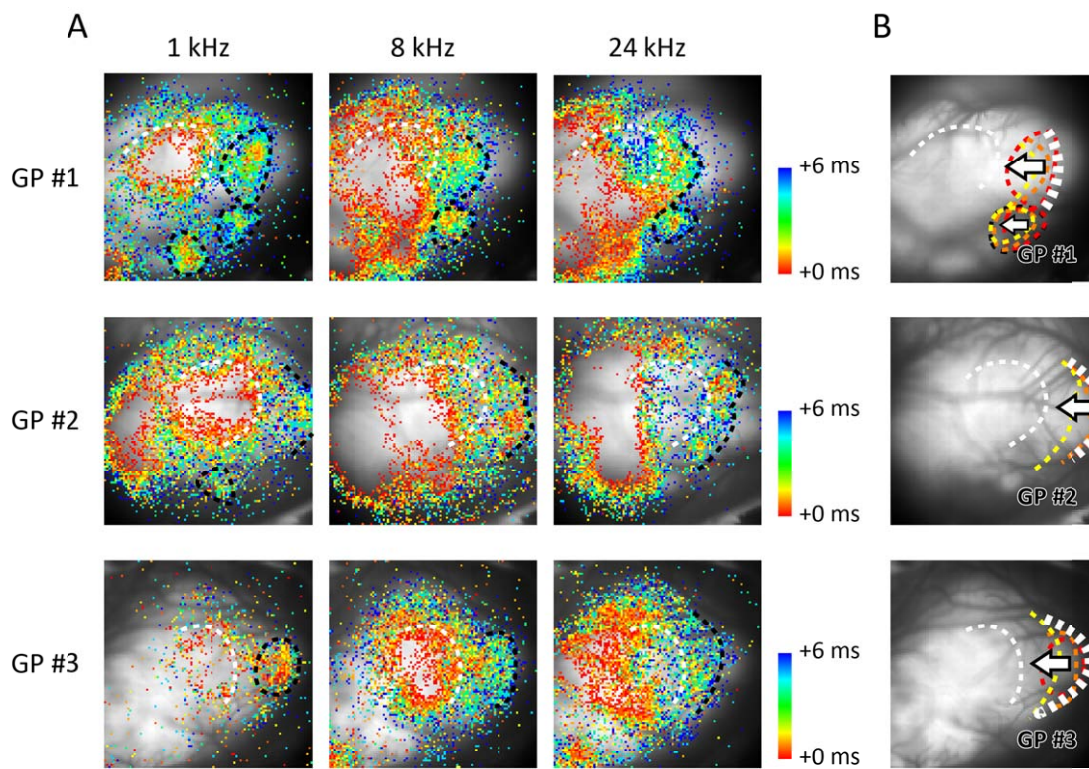 A
B
1 kHz
8 kHz
24 kHz
GP #1
+6 ms
+0 ms
GP #1
GP #2
+6 ms
+0 ms
GP #2
GP #3
+6 ms
+0 ms
GP #3